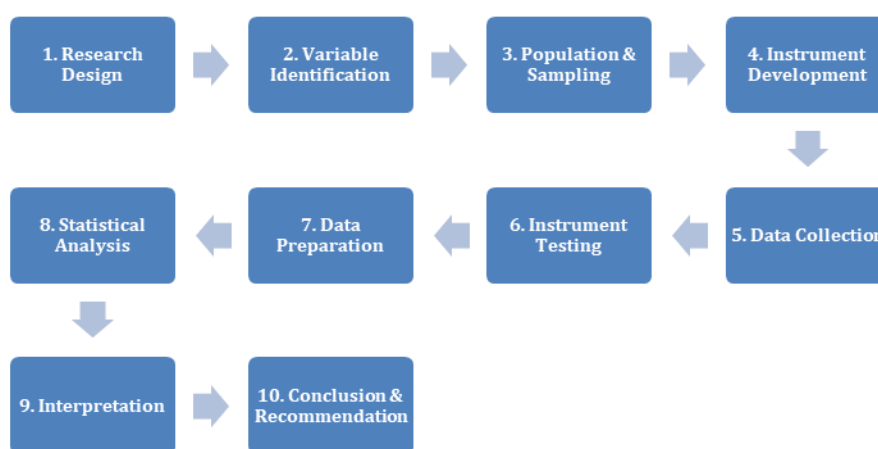 1. Research
Design
2. Variable
Identification
3. Population &
Sampling
4. Instrument
Development
5. Data Collection
6. Instrument
Testing
7. Data
Preparation
8. Statistical
Analysis
9. Interpretation
10. Conclusion &
Recommendation